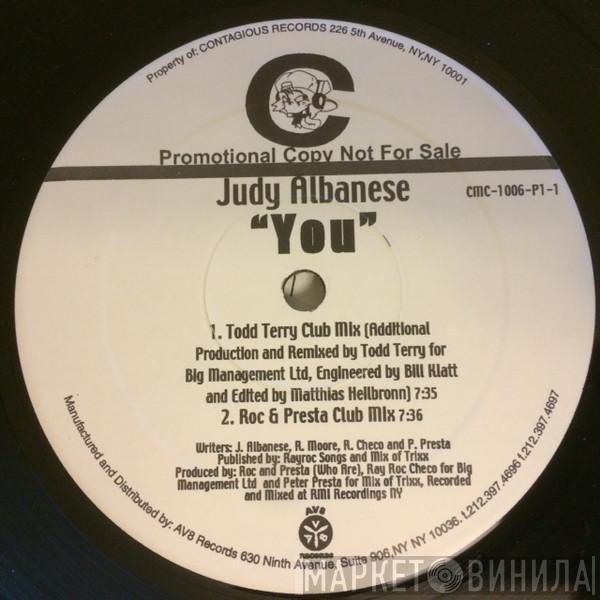 Property of: CONTAGIOUS RECORDS 226 5th Avenue, NY,NY 10001
C
Promotional Copy Not For Sale
Judy Albanese
CMC-1006-P1-1
“You”
1. Todd Terry Club Mix (Additional
Production and Remixed by Todd Terry for
Big Management Ltd, Engineered by Bill Klatt
and Edited by Matthias Heilbronn) 7:35
2. Roc & Presta Club Mix 7:36
Writers: J. Albanese, R. Moore, R. Checo and P. Presta
Published by: Rayroc Songs and Mix of Trixx
Produced by: Roc and Presta (Who Are), Ray Roc Checo for Big
Management Ltd and Peter Presta for Mix of Trixx, Recorded
and Mixed at RMI Recordings NY
AV8
RECORDS
Manufactured and Distributed by: AV8 Records 630 Ninth Avenue, Suite 906, NY NY 10036. t.212.397.4696 f.212.397.4697
МАРКЕТ ВИНИЛА